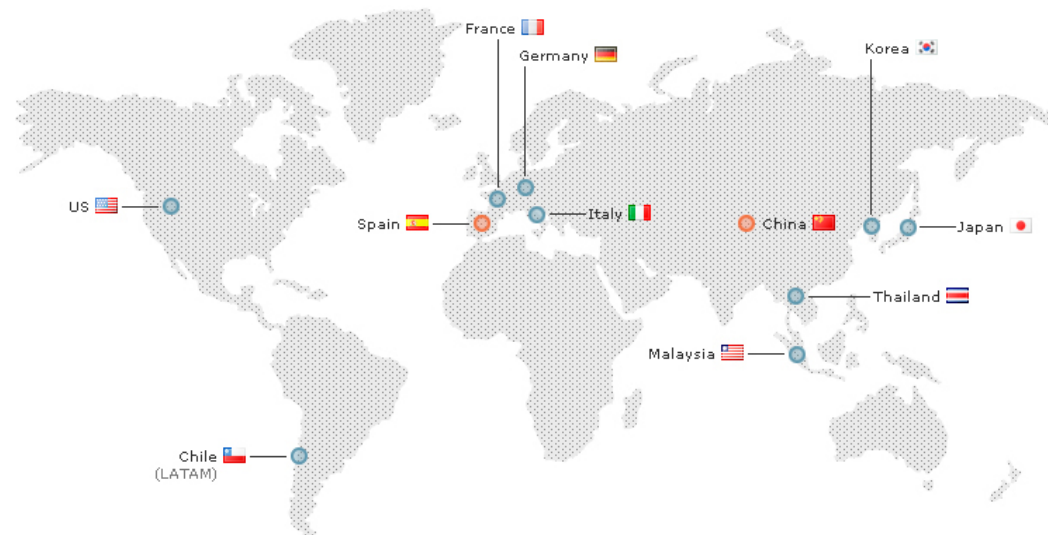 France
Germany
Korea
US
Spain
Italy
China
Japan
Thailand
Malaysia
Chile
(LATAM)